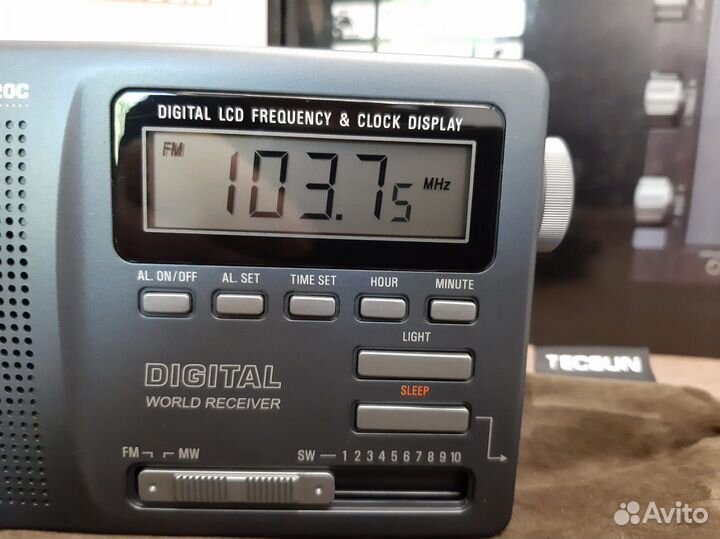 20C
DIGITAL LCD FREQUENCY & CLOCK DISPLAY
FM 103.75 MHz
AL. ON/OFF AL. SET TIME SET HOUR MINUTE
LIGHT
TECSUN
DIGITAL
WORLD RECEIVER
SLEEP
FM MW SW 1 2 3 4 5 6 7 8 9 10
Avito